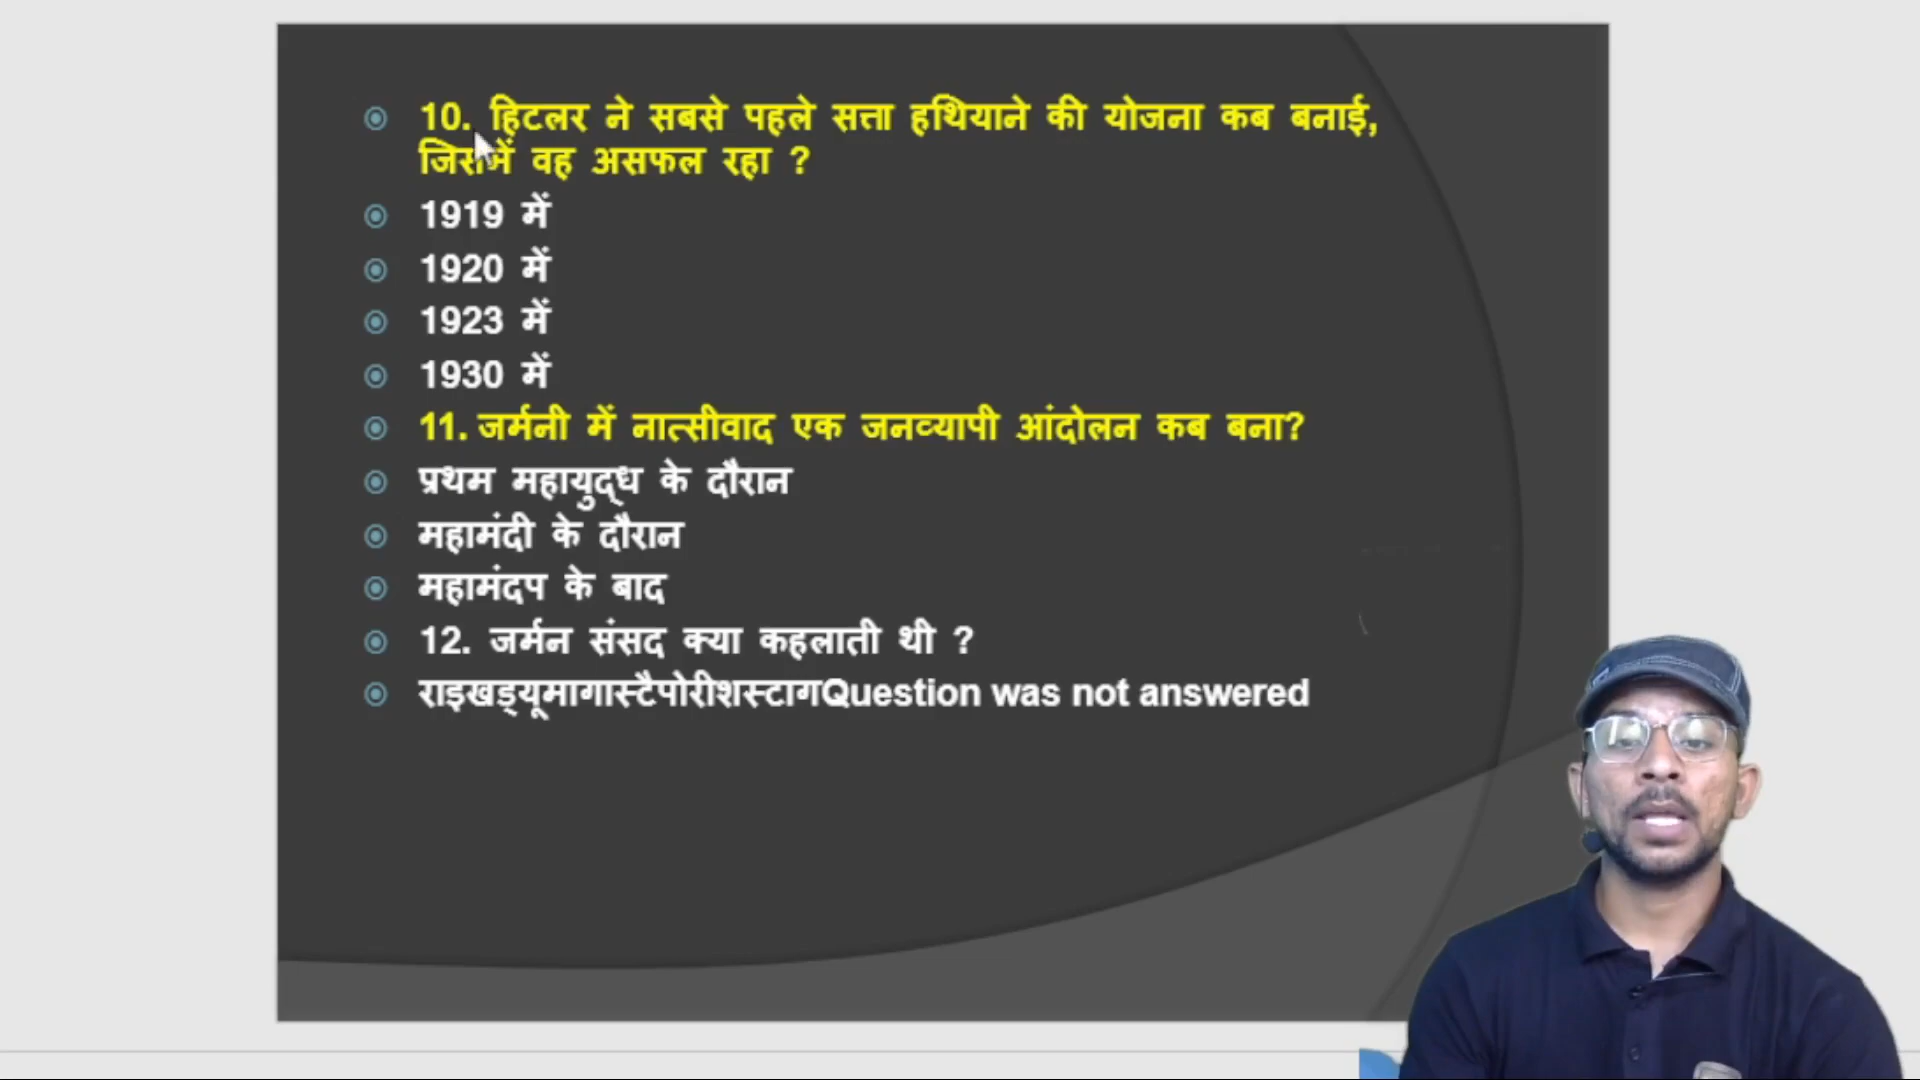 10. हिटलर ने सबसे पहले सत्ता हथियाने की योजना कब बनाई,
जिसमें वह असफल रहा ?
1919 में
1920 में
1923 में
1930 में
11. जर्मनी में नात्सीवाद एक जनव्यापी आंदोलन कब बना?
प्रथम महायुद्ध के दौरान
महामंदी के दौरान
महामंदप के बाद
12. जर्मन संसद क्या कहलाती थी ?
राइखड्यूमागास्टैपोरीशस्टागQuestion was not answered